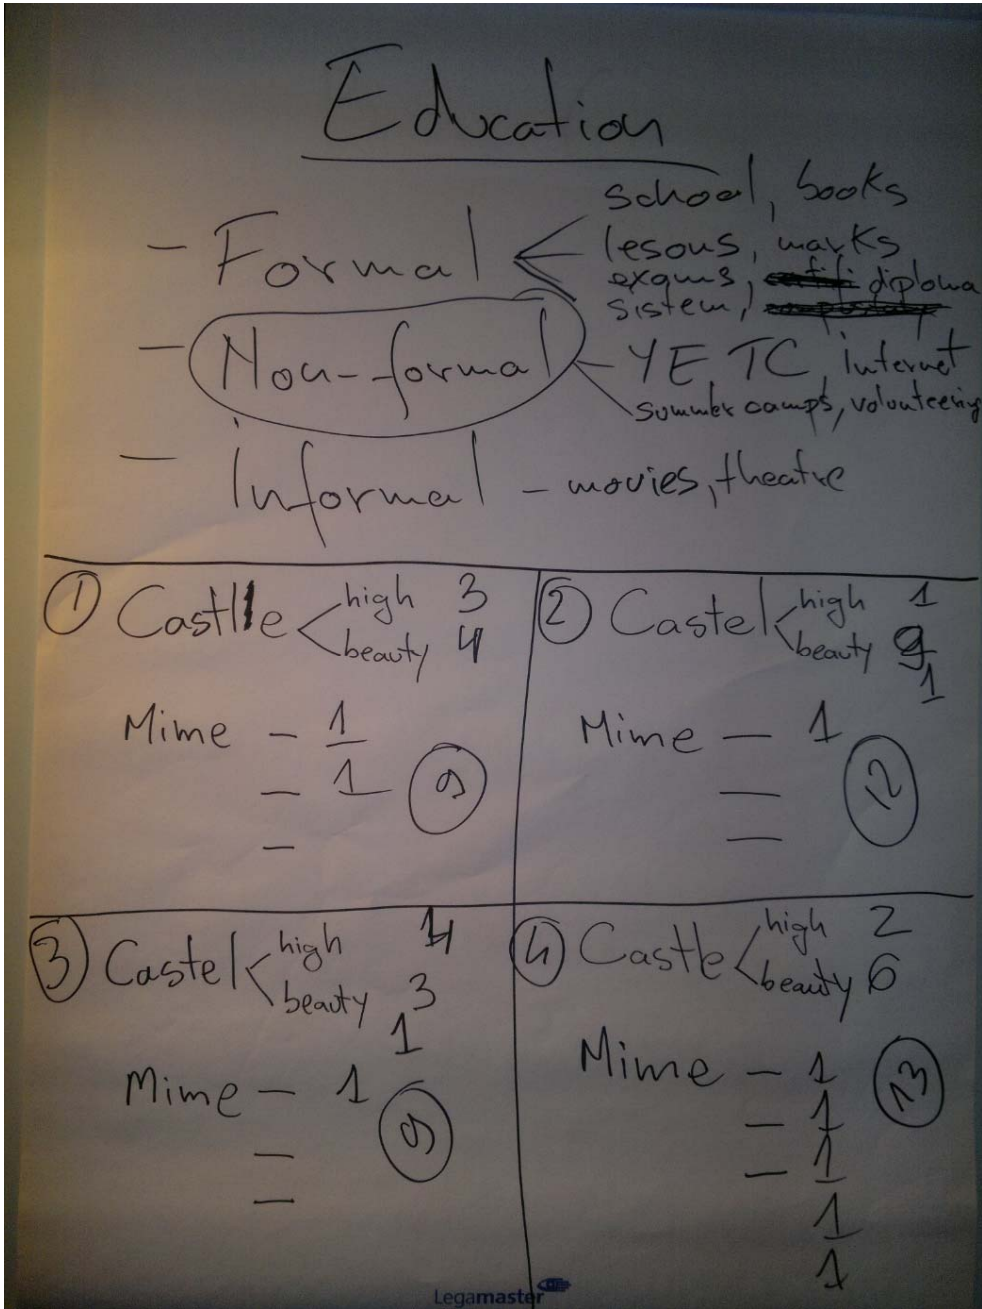 Education
- Formal
school, books
lesons, marks
exams, diploma
sistem,
- Non-formal - YE TC internet
summer camps, volunteering
- informal - movies, theatre
① Castlle high 3
beauty 4
Mime - 1
- 1
-
9
② Castel high 1
beauty 9
1
Mime - 1
-
-
12
③ Castel high 4
beauty 3
1
Mime - 1
-
-
9
④ Castle high 2
beauty 6
Mime - 1
- 1
- 1
1
1
13
Legamaster